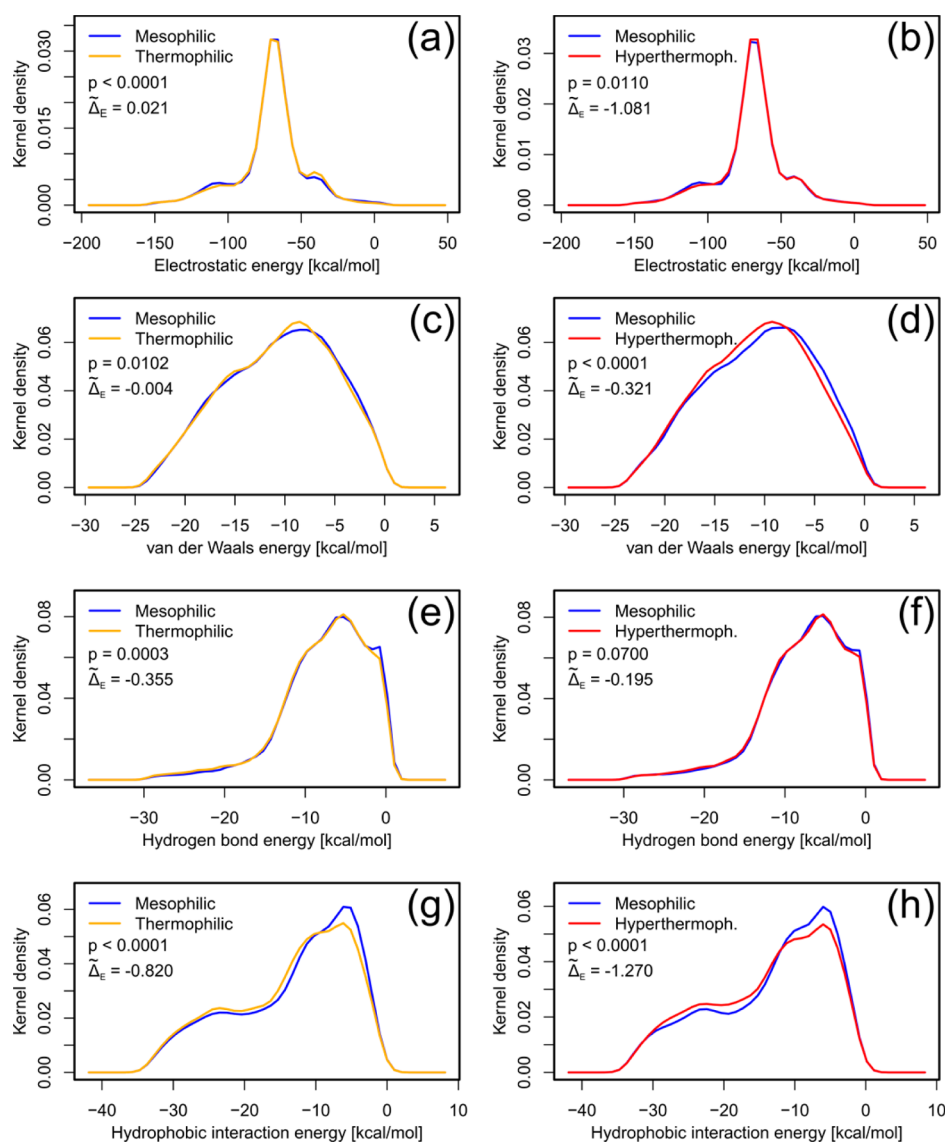 (a)
Mesophilic
Thermophilic
p < 0.0001
Δ̃E = 0.021
Kernel density
0.000 0.015 0.030
−200 −150 −100 −50 0 50
Electrostatic energy [kcal/mol]
(b)
Mesophilic
Hyperthermoph.
p = 0.0110
Δ̃E = -1.081
Kernel density
0.00 0.01 0.02 0.03
−200 −150 −100 −50 0 50
Electrostatic energy [kcal/mol]
(c)
Mesophilic
Thermophilic
p = 0.0102
Δ̃E = -0.004
Kernel density
0.00 0.02 0.04 0.06
−30 −25 −20 −15 −10 −5 0 5
van der Waals energy [kcal/mol]
(d)
Mesophilic
Hyperthermoph.
p < 0.0001
Δ̃E = -0.321
Kernel density
0.00 0.02 0.04 0.06
−30 −25 −20 −15 −10 −5 0 5
van der Waals energy [kcal/mol]
(e)
Mesophilic
Thermophilic
p = 0.0003
Δ̃E = -0.355
Kernel density
0.00 0.04 0.08
−30 −20 −10 0
Hydrogen bond energy [kcal/mol]
(f)
Mesophilic
Hyperthermoph.
p = 0.0700
Δ̃E = -0.195
Kernel density
0.00 0.04 0.08
−30 −20 −10 0
Hydrogen bond energy [kcal/mol]
(g)
Mesophilic
Thermophilic
p < 0.0001
Δ̃E = -0.820
Kernel density
0.00 0.02 0.04 0.06
−40 −30 −20 −10 0 10
Hydrophobic interaction energy [kcal/mol]
(h)
Mesophilic
Hyperthermoph.
p < 0.0001
Δ̃E = -1.270
Kernel density
0.00 0.02 0.04 0.06
−40 −30 −20 −10 0 10
Hydrophobic interaction energy [kcal/mol]